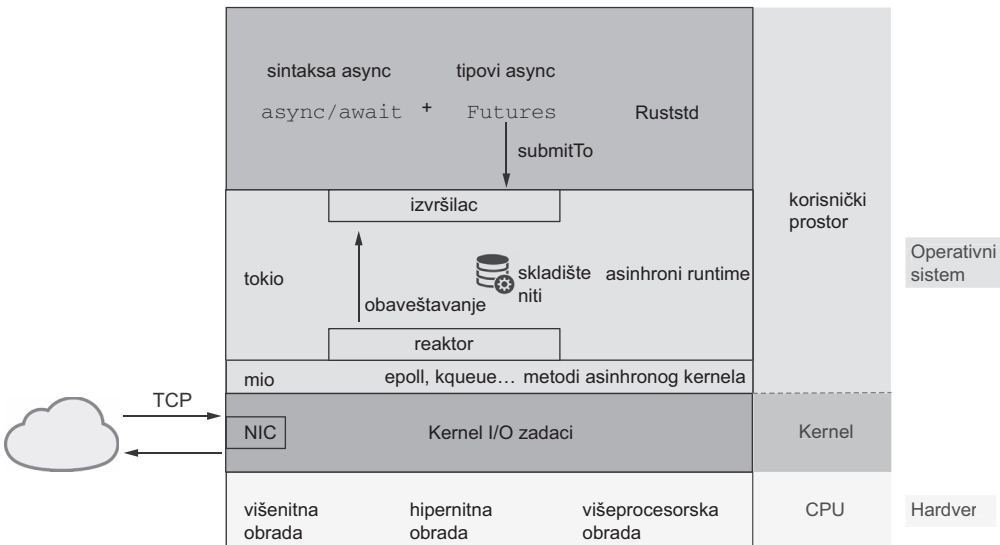 sintaksa async
tipovi async
async/await + Futures
Ruststd
submitTo
izvršilac
korisnički
prostor
tokio
skladište
niti
asinhroni runtime
obaveštavanje
Operativni
sistem
reaktor
mio
epoll, kqueue… metodi asinhronog kernela
TCP
NIC
Kernel I/O zadaci
Kernel
višenitna
obrada
hipernitna
obrada
višeprocesorska
obrada
CPU
Hardver